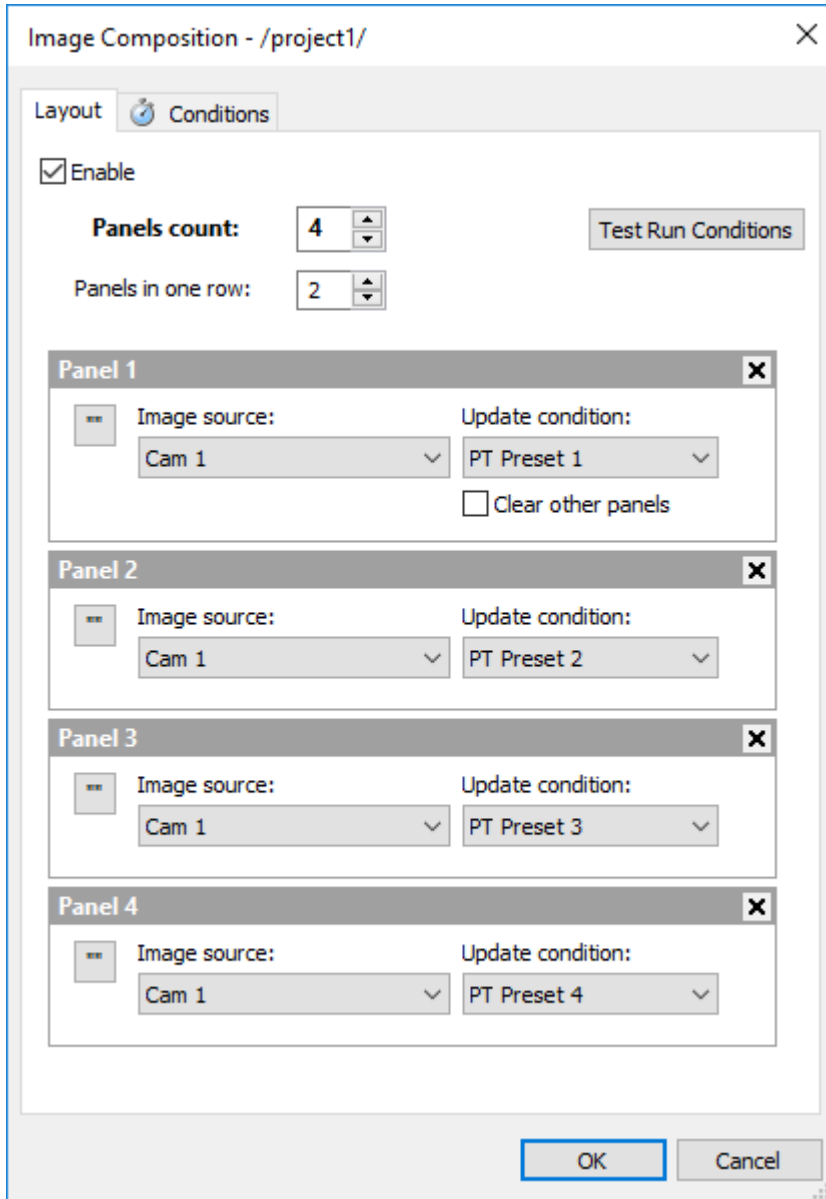 Image Composition - /project1/
Layout Conditions
Enable
Panels count: 4 Test Run Conditions
Panels in one row: 2
Panel 1
Image source: Update condition:
Cam 1 PT Preset 1
Clear other panels
Panel 2
Image source: Update condition:
Cam 1 PT Preset 2
Panel 3
Image source: Update condition:
Cam 1 PT Preset 3
Panel 4
Image source: Update condition:
Cam 1 PT Preset 4
OK Cancel